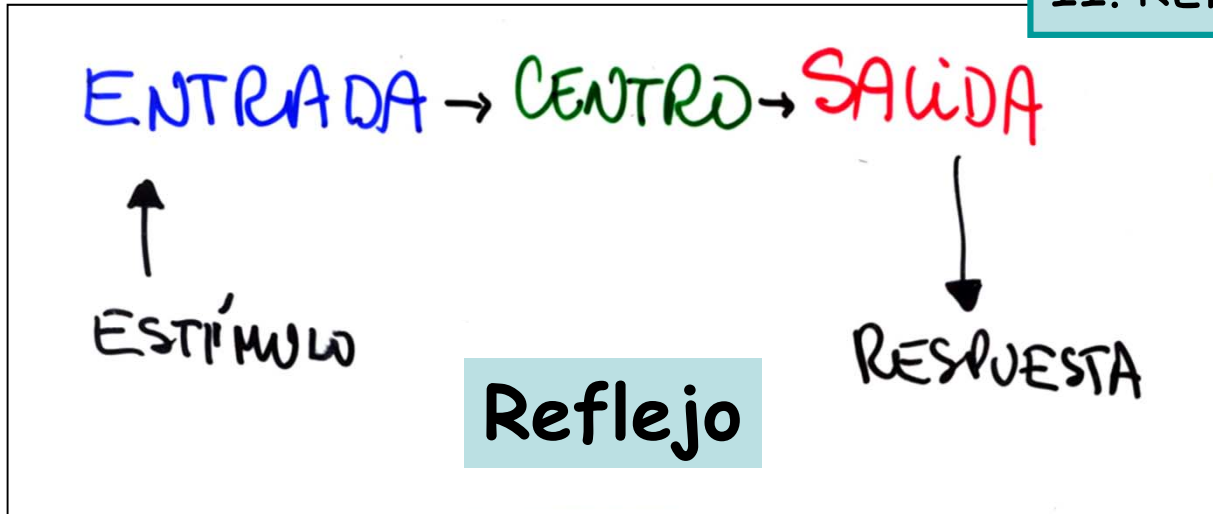 ENTRADA → CENTRO → SALIDA
ESTÍMULO
RESPUESTA
Reflejo